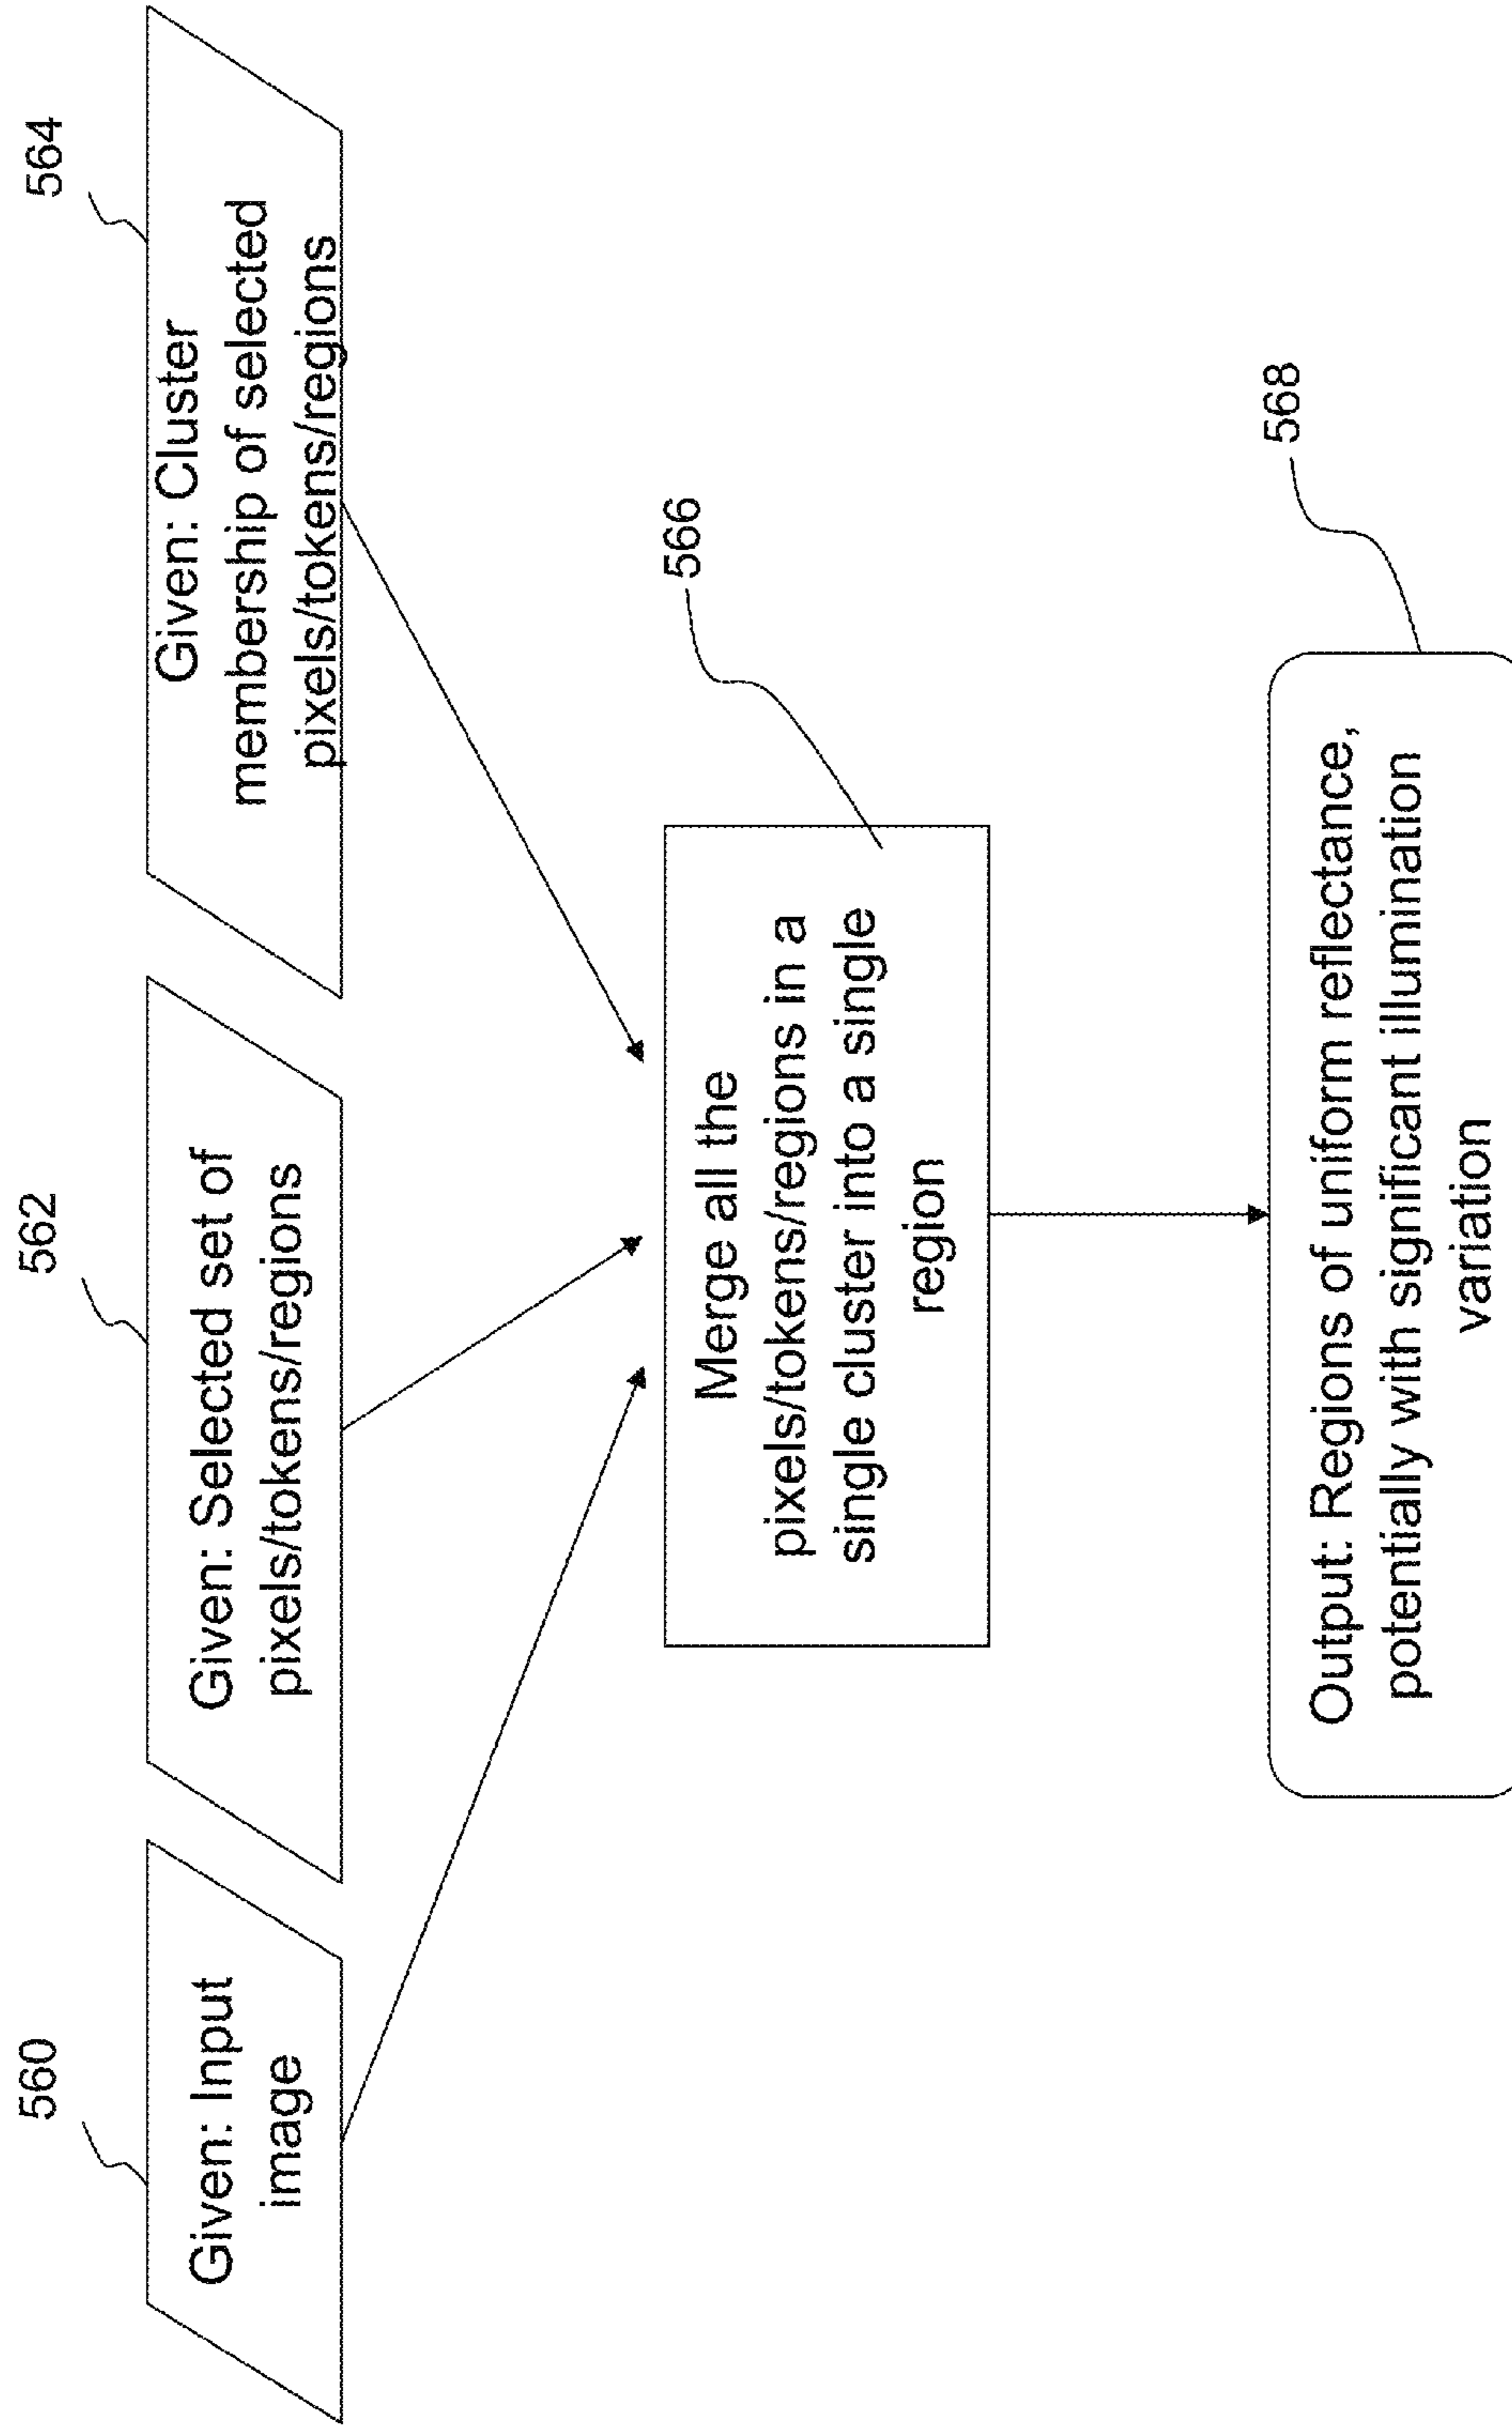 560
Given: Input
image
562
Given: Selected set of
pixels/tokens/regions
564
Given: Cluster
membership of selected
pixels/tokens/regions
566
Merge all the
pixels/tokens/regions in a
single cluster into a single
region
568
Output: Regions of uniform reflectance,
potentially with significant illumination
variation